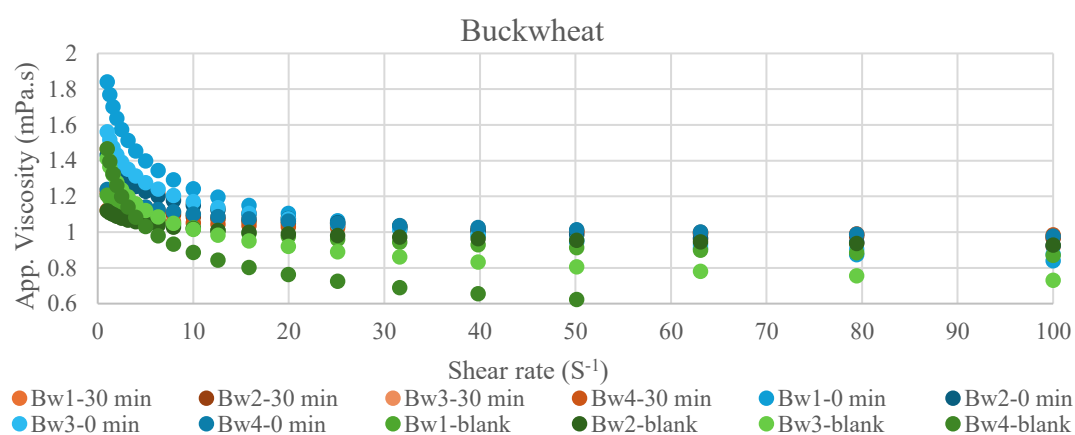 Buckwheat
App. Viscosity (mPa.s)
2
1.8
1.6
1.4
1.2
1
0.8
0.6
0 10 20 30 40 50 60 70 80 90 100
Shear rate (S-1)
Bw1-30 min Bw2-30 min Bw3-30 min Bw4-30 min Bw1-0 min Bw2-0 min
Bw3-0 min Bw4-0 min Bw1-blank Bw2-blank Bw3-blank Bw4-blank